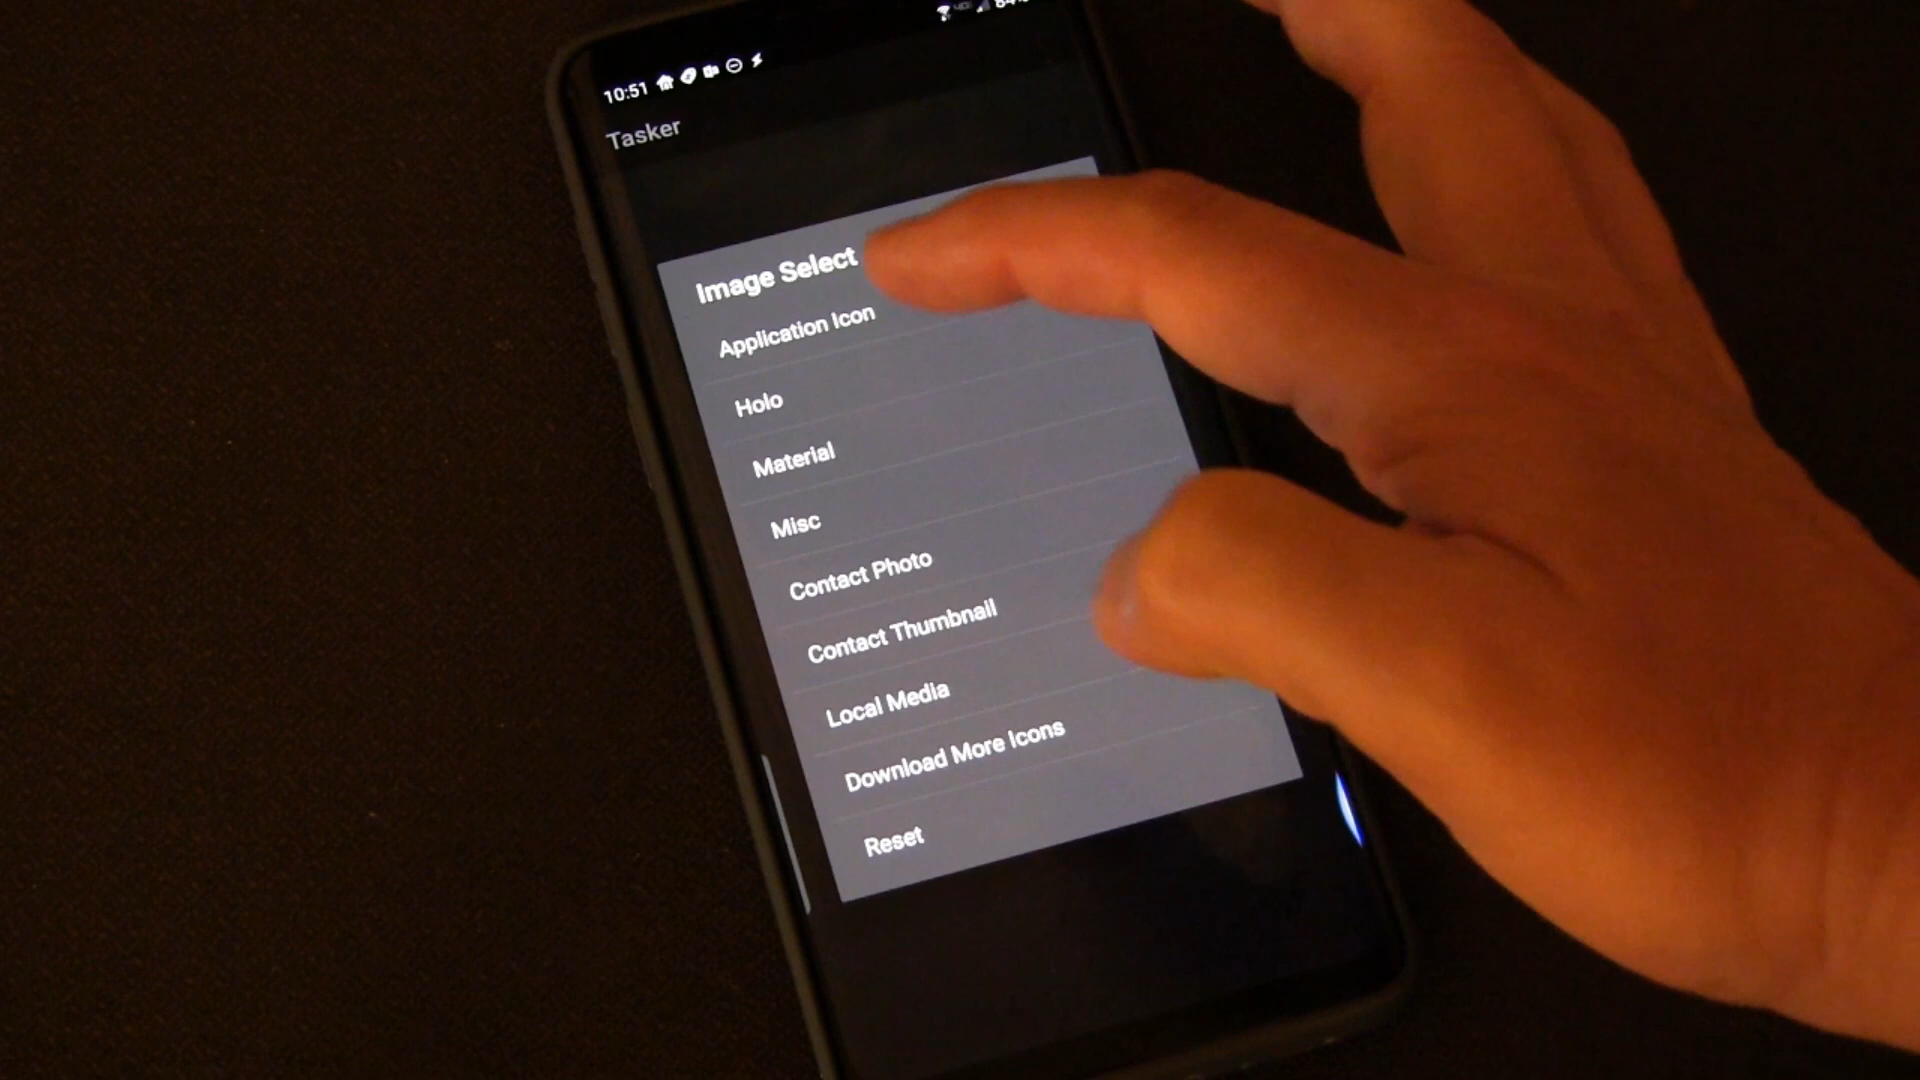 10:51
Tasker
Image Select
Application Icon
Holo
Material
Misc
Contact Photo
Contact Thumbnail
Local Media
Download More Icons
Reset